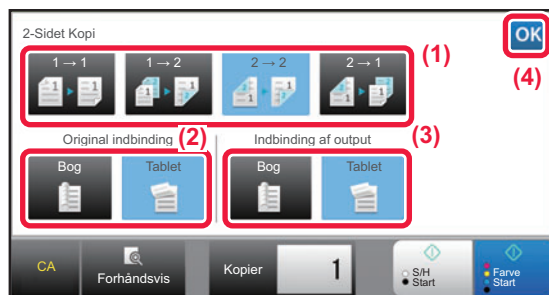 2-Sidet Kopi
OK
1 → 1
1 → 2
2 → 2
2 → 1
(1)
(4)
Original indbinding
(2)
Indbinding af output
(3)
Bog
Tablet
Bog
Tablet
CA
Forhåndsvis
Kopier
1
S/H
Start
Farve
Start